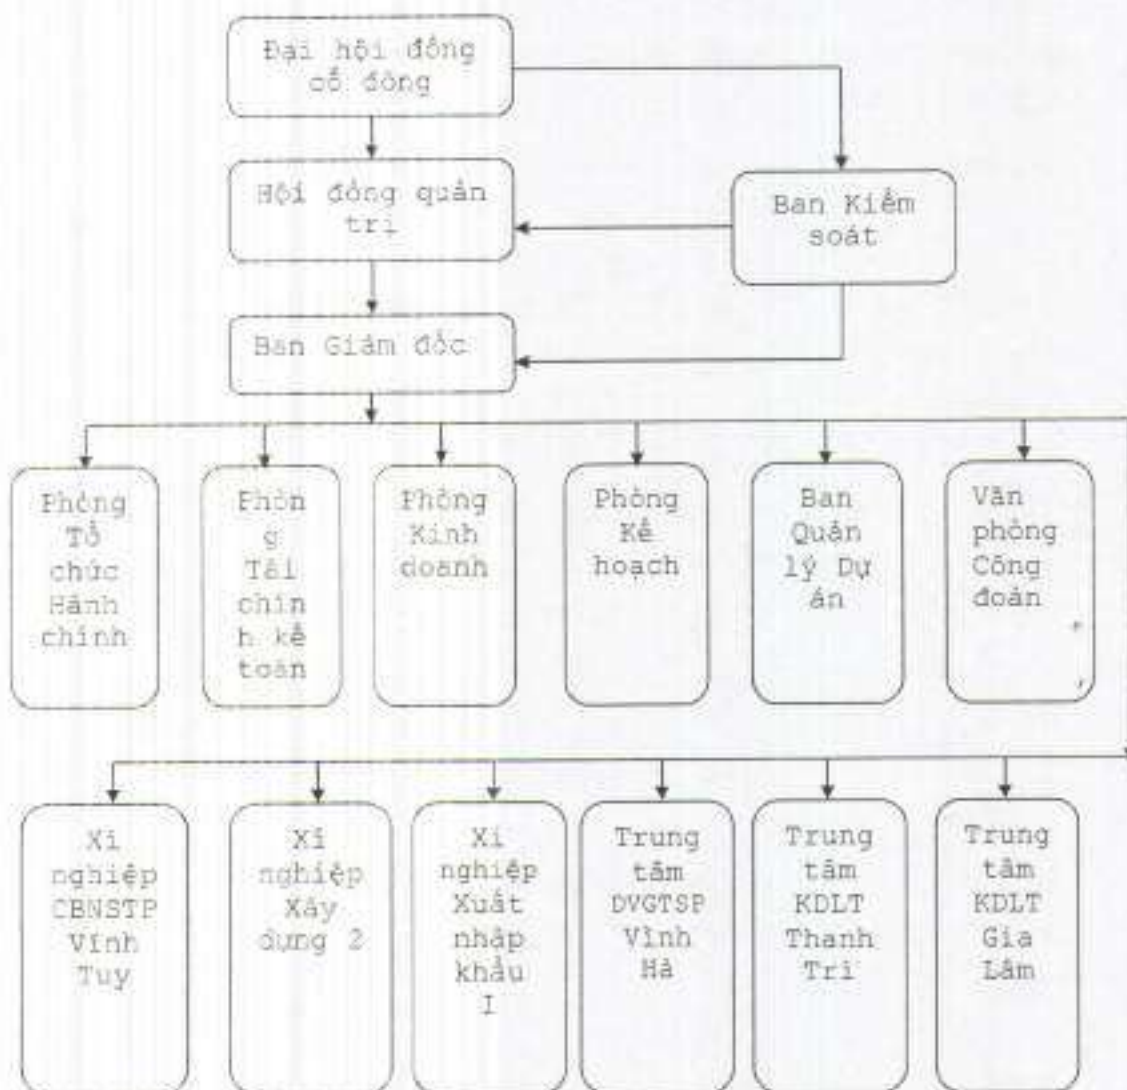 Đại hội đồng
cổ đông
Hội đồng quản
trị
Ban Kiểm
soát
Ban Giám đốc
Phòng
Tổ
chức
Hành
chính
Phòn
g
Tài
chín
h kế
toán
Phòng
Kinh
doanh
Phòng
Kế
hoạch
Ban
Quản
lý Dự
án
Văn
phòng
Công
đoàn
Xí
nghiệp
CBNSTP
Vĩnh
Tuy
Xí
nghiệp
Xây
dựng 2
Xí
nghiệp
Xuất
nhập
khẩu
I
Trung
tâm
DVGTSP
Vĩnh
Hà
Trung
tâm
KDLT
Thanh
Trì
Trung
tâm
KDLT
Gia
Lâm